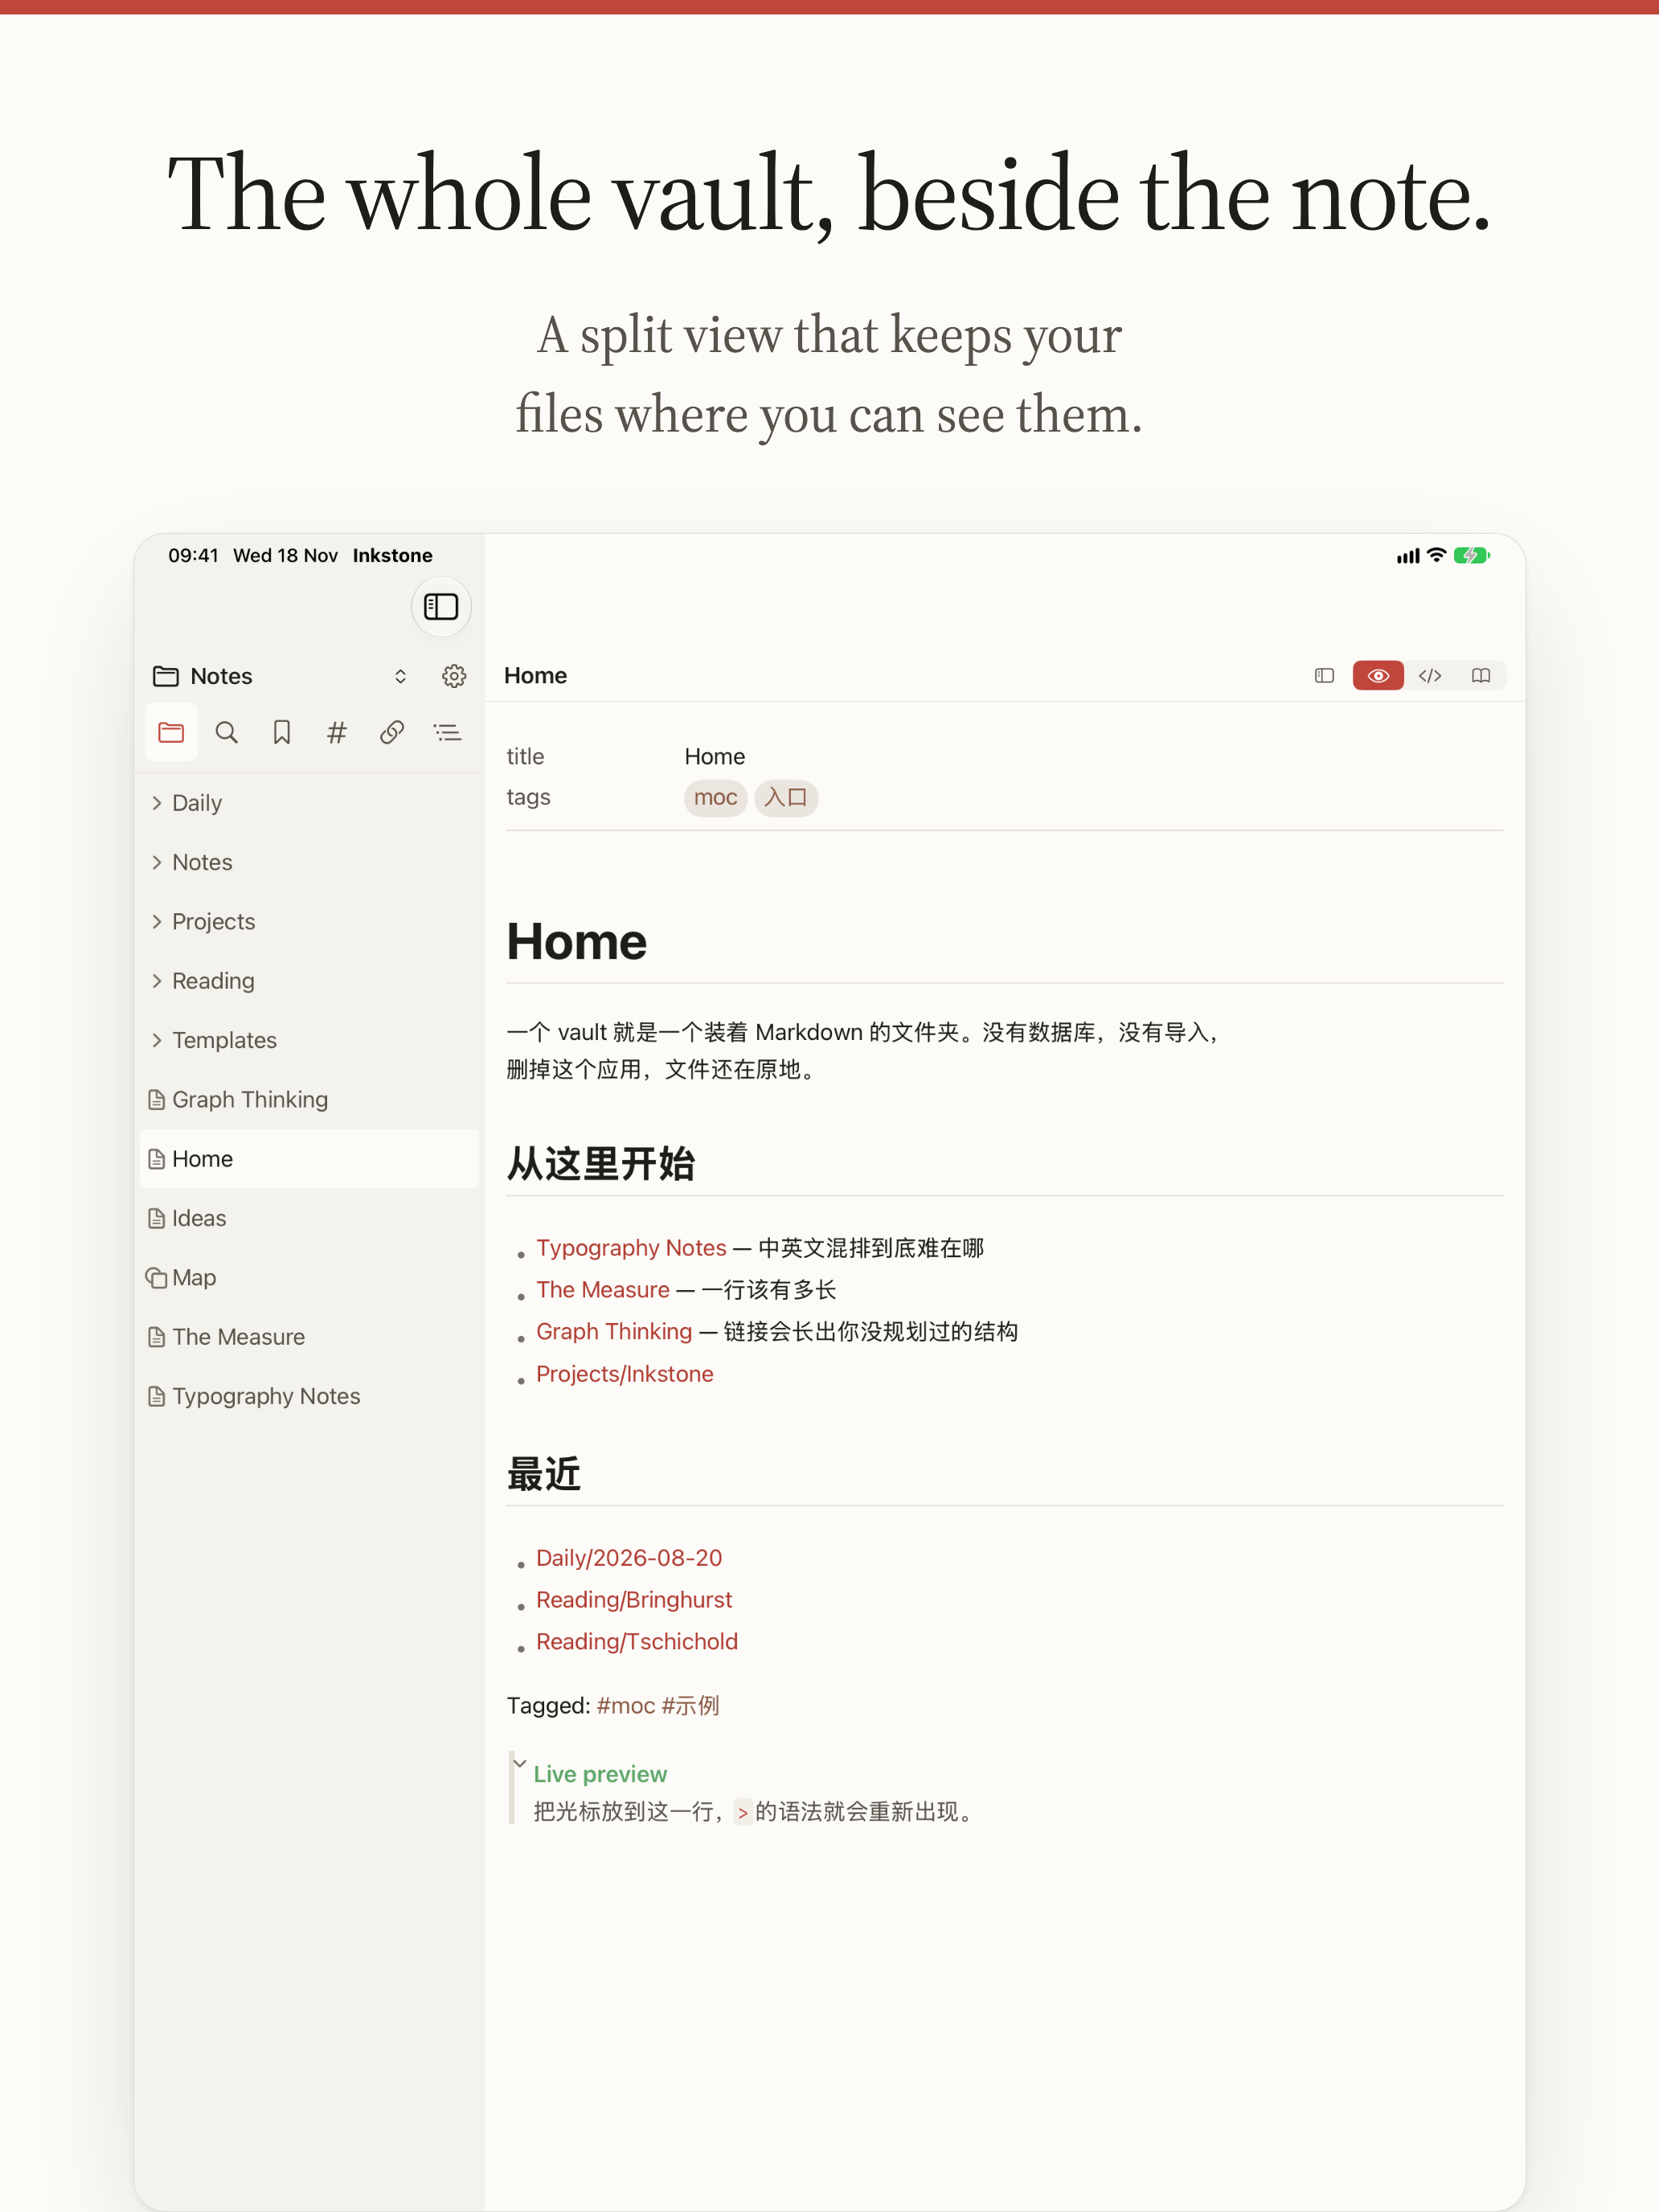 The whole vault, beside the note.
A split view that keeps your
files where you can see them.
09:41 Wed 18 Nov Inkstone
Notes
Daily
Notes
Projects
Reading
Templates
Graph Thinking
Home
Ideas
Map
The Measure
Typography Notes
Home
title Home
tags moc 入口
Home
一个 vault 就是一个装着 Markdown 的文件夹。没有数据库，没有导入，
删掉这个应用，文件还在原地。
从这里开始
• Typography Notes — 中英文混排到底难在哪
• The Measure — 一行该有多长
• Graph Thinking — 链接会长出你没规划过的结构
• Projects/Inkstone
最近
• Daily/2026-08-20
• Reading/Bringhurst
• Reading/Tschichold
Tagged: #moc #示例
Live preview
把光标放到这一行，> 的语法就会重新出现。